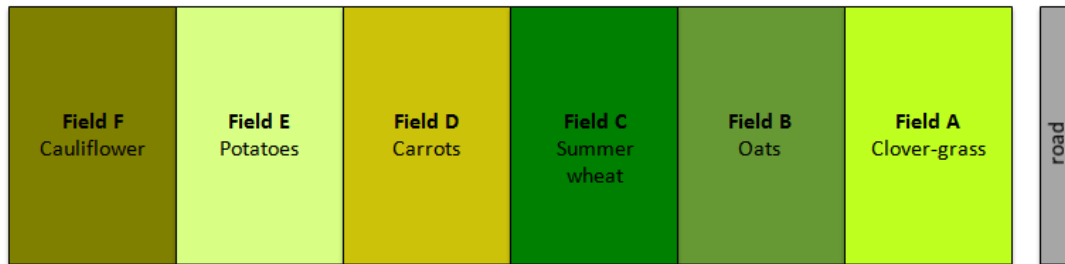 Field F
Cauliflower
Field E
Potatoes
Field D
Carrots
Field C
Summer
wheat
Field B
Oats
Field A
Clover-grass
road